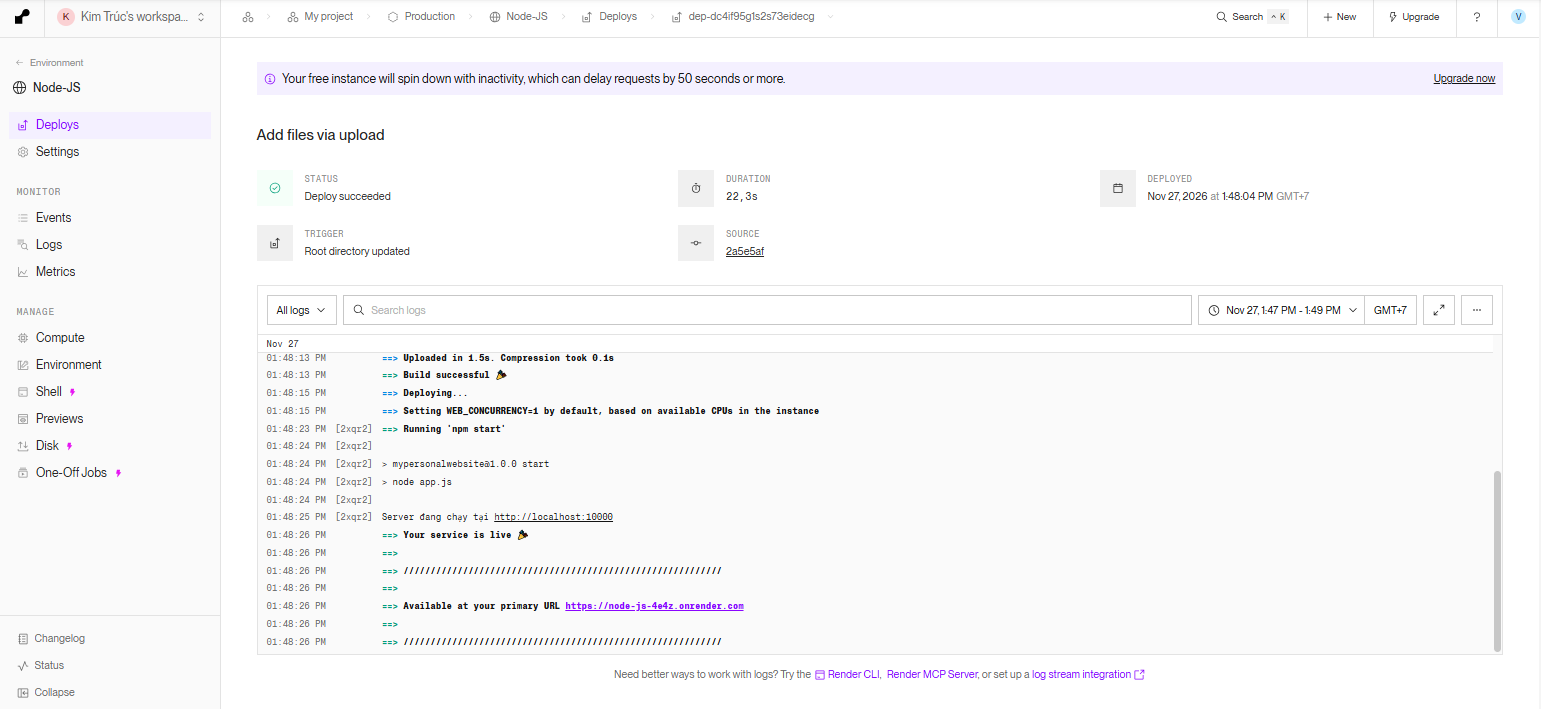 K Kim Trúc's workspa...
My project
Production
Node-JS
Deploys
dep-dc4if95g1s2s73eidecg
Search ^ K
+ New
Upgrade
?
V
← Environment
Node-JS
Deploys
Settings
MONITOR
Events
Logs
Metrics
MANAGE
Compute
Environment
Shell
Previews
Disk
One-Off Jobs
Changelog
Status
Collapse
Your free instance will spin down with inactivity, which can delay requests by 50 seconds or more.
Upgrade now
Add files via upload
STATUS
Deploy succeeded
DURATION
22,3s
DEPLOYED
Nov 27, 2026 at 1:48:04 PM GMT+7
TRIGGER
Root directory updated
SOURCE
2a5e5af
All logs
Search logs
Nov 27, 1:47 PM - 1:49 PM
GMT+7
...
Nov 27
01:48:13 PM ==> Uploaded in 1.5s. Compression took 0.1s
01:48:13 PM ==> Build successful 🎉
01:48:15 PM ==> Deploying...
01:48:15 PM ==> Setting WEB_CONCURRENCY=1 by default, based on available CPUs in the instance
01:48:23 PM [2xqr2] ==> Running 'npm start'
01:48:24 PM [2xqr2]
01:48:24 PM [2xqr2] > mypersonalwebsite@1.0.0 start
01:48:24 PM [2xqr2] > node app.js
01:48:24 PM [2xqr2]
01:48:25 PM [2xqr2] Server đang chạy tại http://localhost:10000
01:48:26 PM ==> Your service is live 🎉
01:48:26 PM ==>
01:48:26 PM ==> ///////////////////////////////////////////////////////////
01:48:26 PM ==>
01:48:26 PM ==> Available at your primary URL https://node-js-4e4z.onrender.com
01:48:26 PM ==>
01:48:26 PM ==> ///////////////////////////////////////////////////////////
Need better ways to work with logs? Try the Render CLI, Render MCP Server, or set up a log stream integration